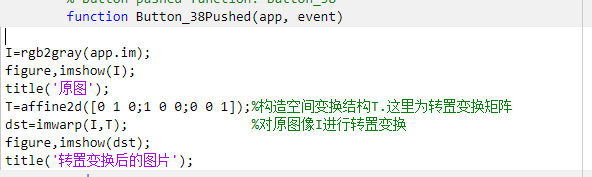 % Button pushed function: Button_38
function Button_38Pushed(app, event)
I=rgb2gray(app.im);
figure,imshow(I);
title('原图');
T=affine2d([0 1 0;1 0 0;0 0 1]);%构造空间变换结构T.这里为转置变换矩阵
dst=imwarp(I,T); %对原图像I进行转置变换
figure,imshow(dst);
title('转置变换后的图片');